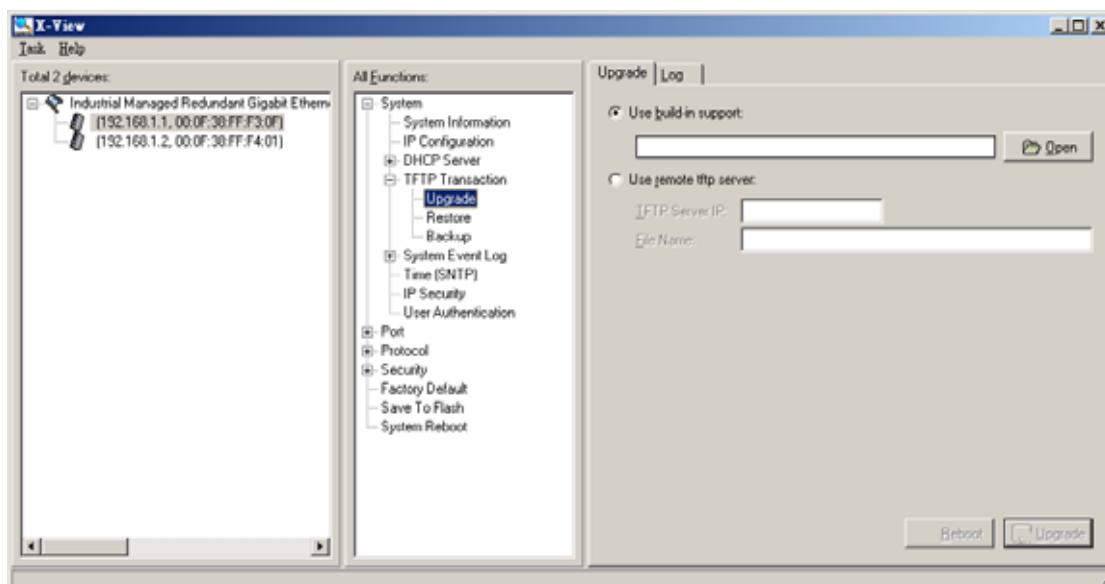 X-View
Task Help
Total 2 devices:
Industrial Managed Redundant Gigabit Ethern
(192.168.1.1, 00:0F:38:FF:F3:0F)
(192.168.1.2, 00:0F:38:FF:F4:01)
All Functions:
System
System Information
IP Configuration
DHCP Server
TFTP Transaction
Upgrade
Restore
Backup
System Event Log
Time (SNTP)
IP Security
User Authentication
Port
Protocol
Security
Factory Default
Save To Flash
System Reboot
Upgrade Log
Use build-in support:
Open
Use remote tftp server:
TFTP Server IP:
File Name:
Reboot Upgrade